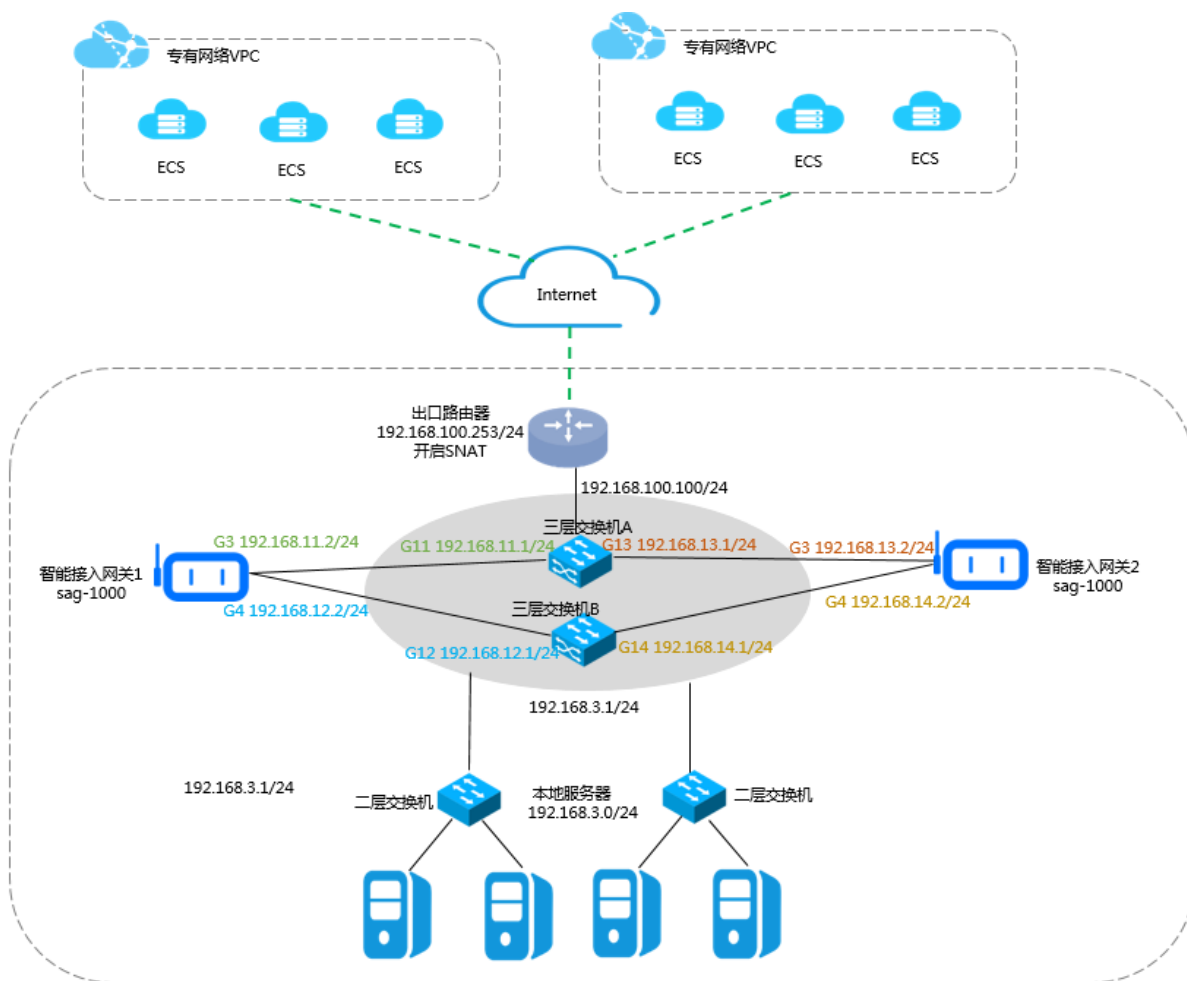 专有网络VPC
专有网络VPC
ECS
ECS
ECS
ECS
ECS
ECS
Internet
出口路由器
192.168.100.253/24
开启SNAT
192.168.100.100/24
三层交换机A
G3 192.168.11.2/24
G11 192.168.11.1/24
G13 192.168.13.1/24
G3 192.168.13.2/24
智能接入网关1
sag-1000
智能接入网关2
sag-1000
G4 192.168.12.2/24
三层交换机B
G4 192.168.14.2/24
G12 192.168.12.1/24
G14 192.168.14.1/24
192.168.3.1/24
192.168.3.1/24
二层交换机
本地服务器
192.168.3.0/24
二层交换机